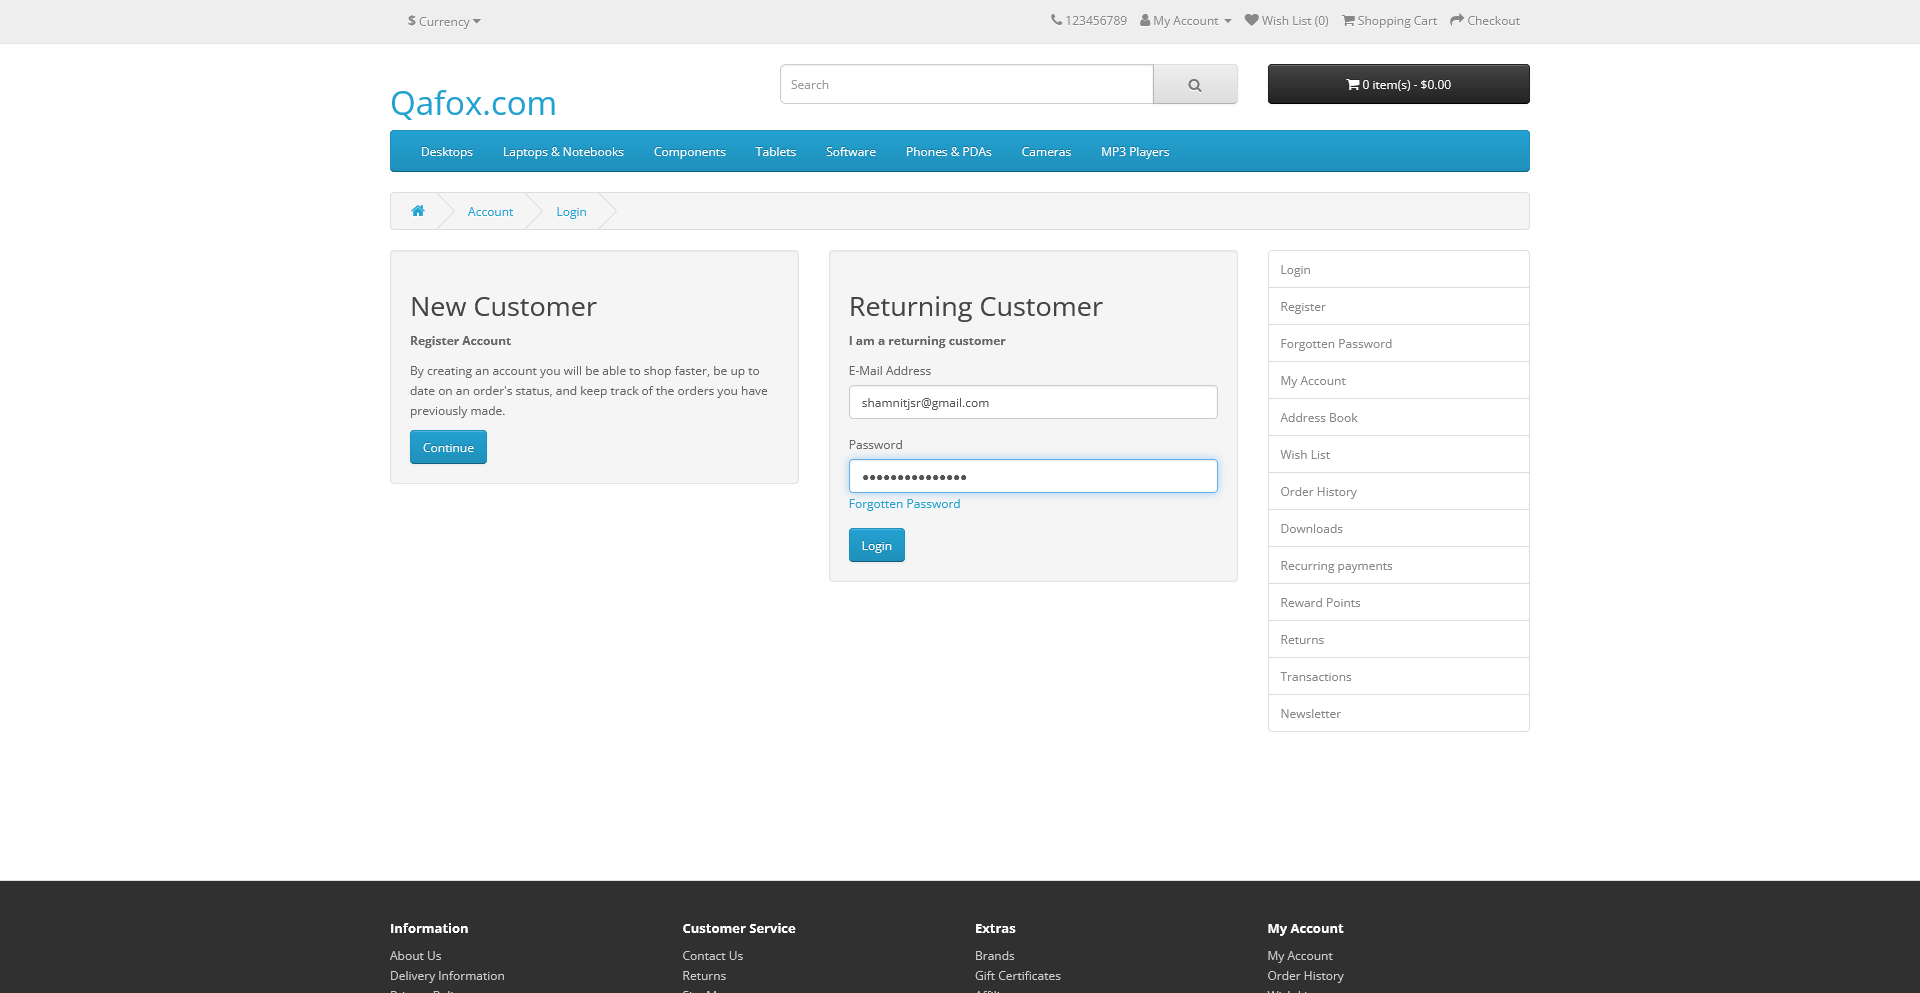 $ Currency
123456789 My Account Wish List (0) Shopping Cart Checkout
Qafox.com
Search
0 item(s) - $0.00
Desktops Laptops & Notebooks Components Tablets Software Phones & PDAs Cameras MP3 Players
Account Login
New Customer
Register Account
By creating an account you will be able to shop faster, be up to
date on an order's status, and keep track of the orders you have
previously made.
Continue
Returning Customer
I am a returning customer
E-Mail Address
shamnitjsr@gmail.com
Password
•••••••••••••••
Forgotten Password
Login
Login
Register
Forgotten Password
My Account
Address Book
Wish List
Order History
Downloads
Recurring payments
Reward Points
Returns
Transactions
Newsletter
Information
About Us
Delivery Information
Customer Service
Contact Us
Returns
Extras
Brands
Gift Certificates
My Account
My Account
Order History